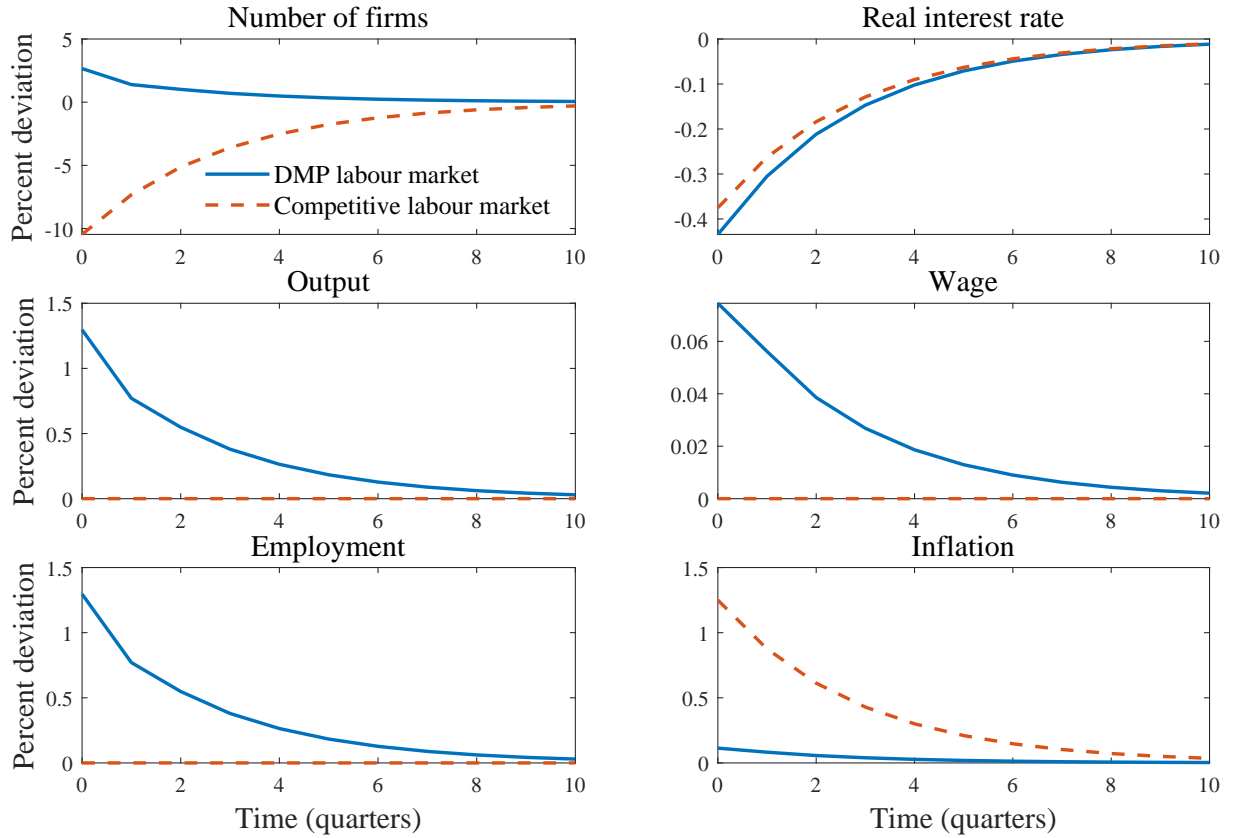 Number of firms
Percent deviation
5
0
-5
-10
DMP labour market
Competitive labour market
0 2 4 6 8 10
Real interest rate
0
-0.1
-0.2
-0.3
-0.4
0 2 4 6 8 10
Output
Percent deviation
1.5
1
0.5
0
0 2 4 6 8 10
Wage
0.06
0.04
0.02
0
0 2 4 6 8 10
Employment
Percent deviation
1.5
1
0.5
0
0 2 4 6 8 10
Time (quarters)
Inflation
1.5
1
0.5
0
0 2 4 6 8 10
Time (quarters)